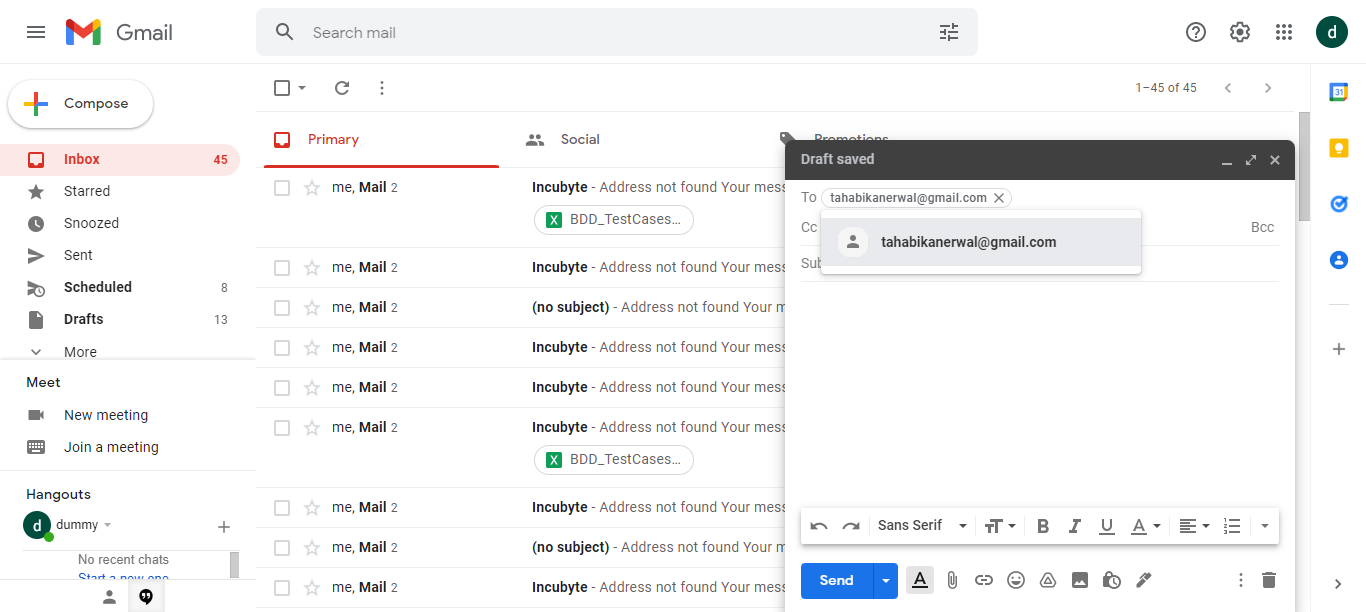 Gmail
Search mail
d
Compose
Inbox 45
Starred
Snoozed
Sent
Scheduled 8
Drafts 13
More
Meet
New meeting
Join a meeting
Hangouts
d dummy
No recent chats
Start a new one
1–45 of 45
Primary
Social
Promotions
me, Mail 2 Incubyte - Address not found Your mess
X BDD_TestCases...
me, Mail 2 Incubyte - Address not found Your mess
me, Mail 2 (no subject) - Address not found Your m
me, Mail 2 Incubyte - Address not found Your mess
me, Mail 2 Incubyte - Address not found Your mess
me, Mail 2 Incubyte - Address not found Your mess
X BDD_TestCases...
me, Mail 2 Incubyte - Address not found Your mess
me, Mail 2 (no subject) - Address not found Your m
me, Mail 2 Incubyte - Address not found Your mess
Draft saved
To tahabikanerwal@gmail.com
Cc Bcc
tahabikanerwal@gmail.com
Sub
Sans Serif
B I U A
Send A
31